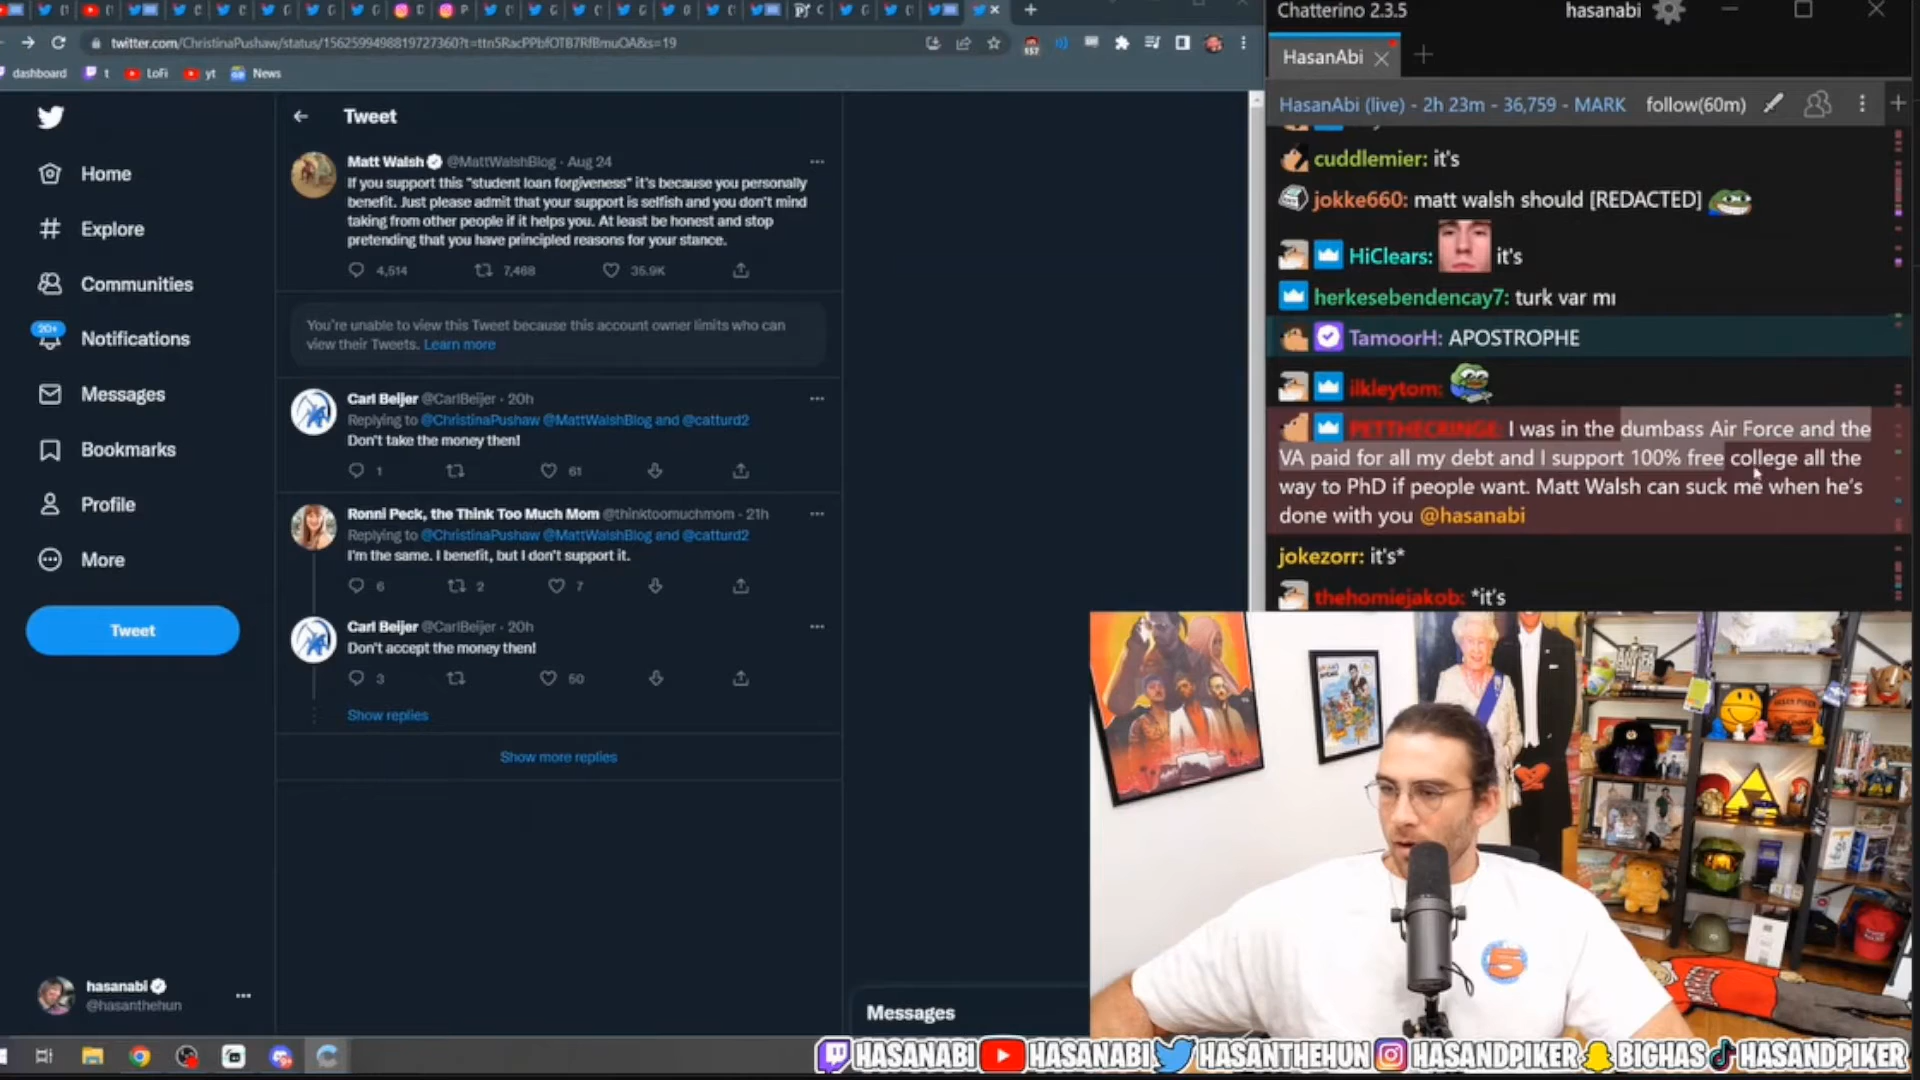 twitter.com/ChristinaPushaw/status/1562599498819727360?t=ttn5RacPPbfOTB7RfBmuOA&s=19
157
dashboard
t
LoFi
yt
News
Home
Explore
Communities
20+
Notifications
Messages
Bookmarks
Profile
More
Tweet
hasanabi
@hasanthehun
Tweet
Matt Walsh @MattWalshBlog · Aug 24
If you support this "student loan forgiveness" it's because you personally
benefit. Just please admit that your support is selfish and you don't mind
taking from other people if it helps you. At least be honest and stop
pretending that you have principled reasons for your stance.
4,514 7,468 35.9K
You're unable to view this Tweet because this account owner limits who can
view their Tweets. Learn more
Carl Beijer @CarlBeijer · 20h
Replying to @ChristinaPushaw @MattWalshBlog and @catturd2
Don't take the money then!
1 61
Ronni Peck, the Think Too Much Mom @thinktoomuchmom · 21h
Replying to @ChristinaPushaw @MattWalshBlog and @catturd2
I'm the same. I benefit, but I don't support it.
6 2 7
Carl Beijer @CarlBeijer · 20h
Don't accept the money then!
3 50
Show replies
Show more replies
Messages
Chatterino 2.3.5
hasanabi
HasanAbi
HasanAbi (live) - 2h 23m - 36,759 - MARK follow(60m)
cuddlemier: it's
jokke660: matt walsh should [REDACTED]
HiClears: it's
herkesebendencay7: turk var mı
TamoorH: APOSTROPHE
ilkleytom:
PETTHECRINGE: I was in the dumbass Air Force and the
VA paid for all my debt and I support 100% free college all the
way to PhD if people want. Matt Walsh can suck me when he's
done with you @hasanabi
jokezorr: it's*
thehomiejakob: *it's
5
HASANABI HASANABI HASANTHEHUN HASANDPIKER BIGHAS HASANDPIKER